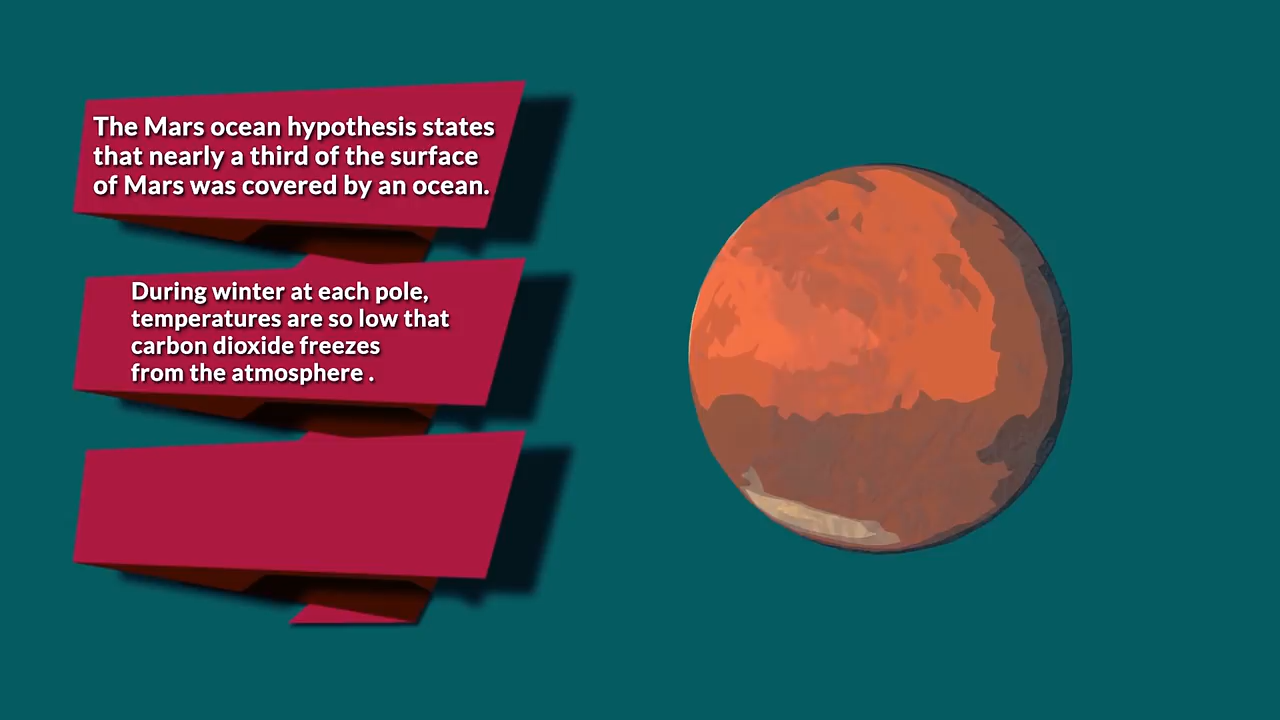 The Mars ocean hypothesis states
that nearly a third of the surface
of Mars was covered by an ocean.
During winter at each pole,
temperatures are so low that
carbon dioxide freezes
from the atmosphere .